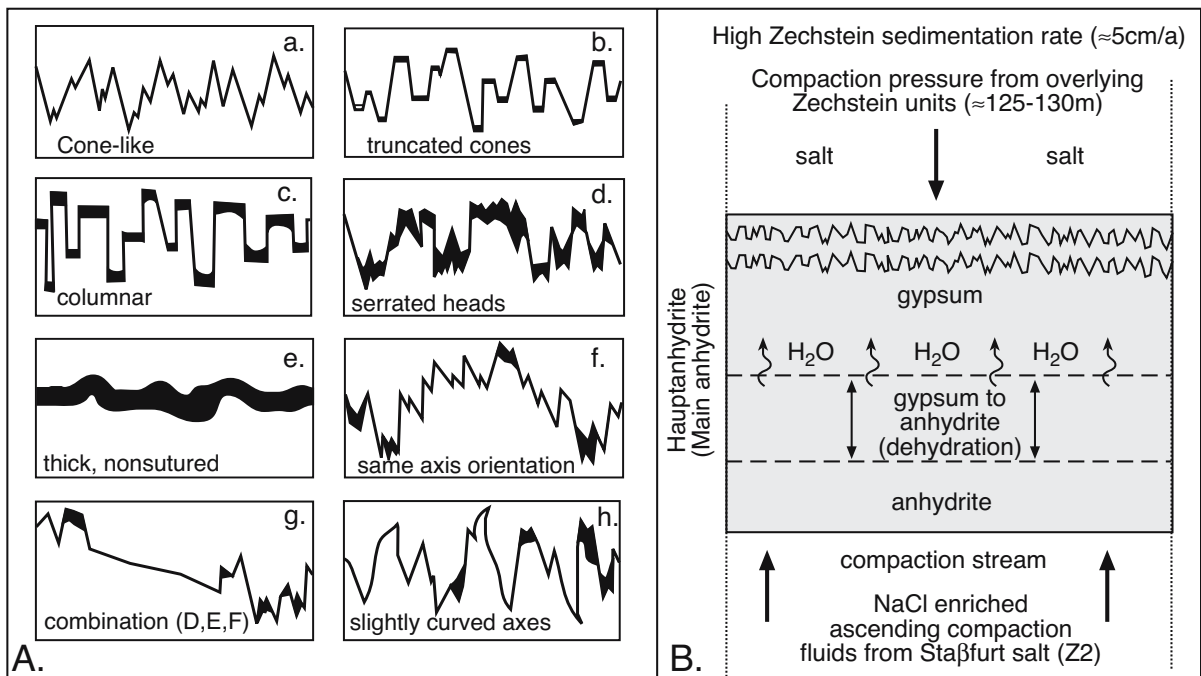 a.
Cone-like
b.
truncated cones
c.
columnar
d.
serrated heads
e.
thick, nonsutured
f.
same axis orientation
g.
combination (D,E,F)
h.
slightly curved axes
A.
High Zechstein sedimentation rate (≈5cm/a)
Compaction pressure from overlying
Zechstein units (≈125-130m)
salt
salt
Hauptanhydrite
(Main anhydrite)
gypsum
H₂O
H₂O
H₂O
gypsum to
anhydrite
(dehydration)
anhydrite
compaction stream
NaCl enriched
ascending compaction
fluids from Staβfurt salt (Z2)
B.